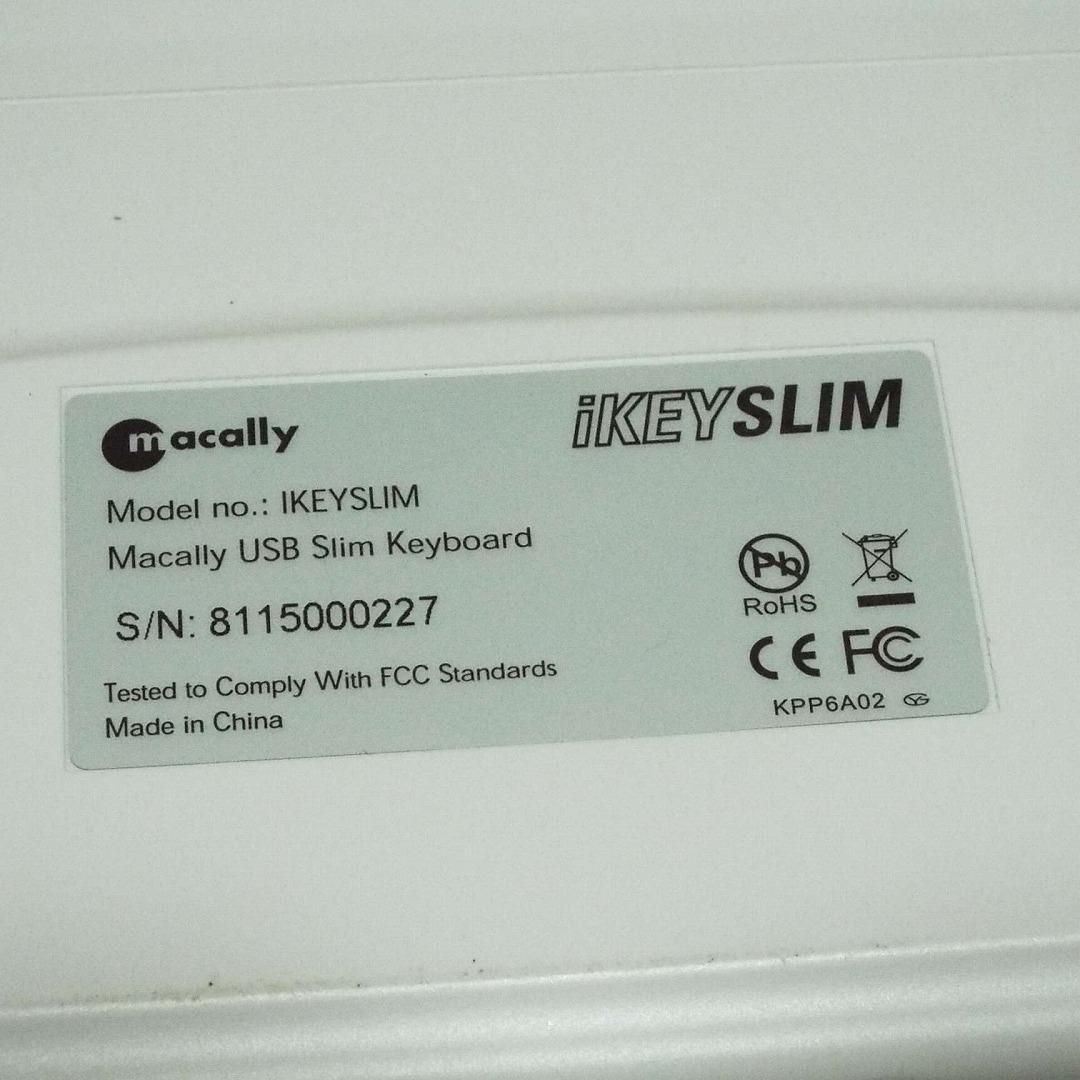 macally
iKEYSLIM
Model no.: IKEYSLIM
Macally USB Slim Keyboard
S/N: 8115000227
Pb
RoHS
CE FC
Tested to Comply With FCC Standards
Made in China
KPP6A02